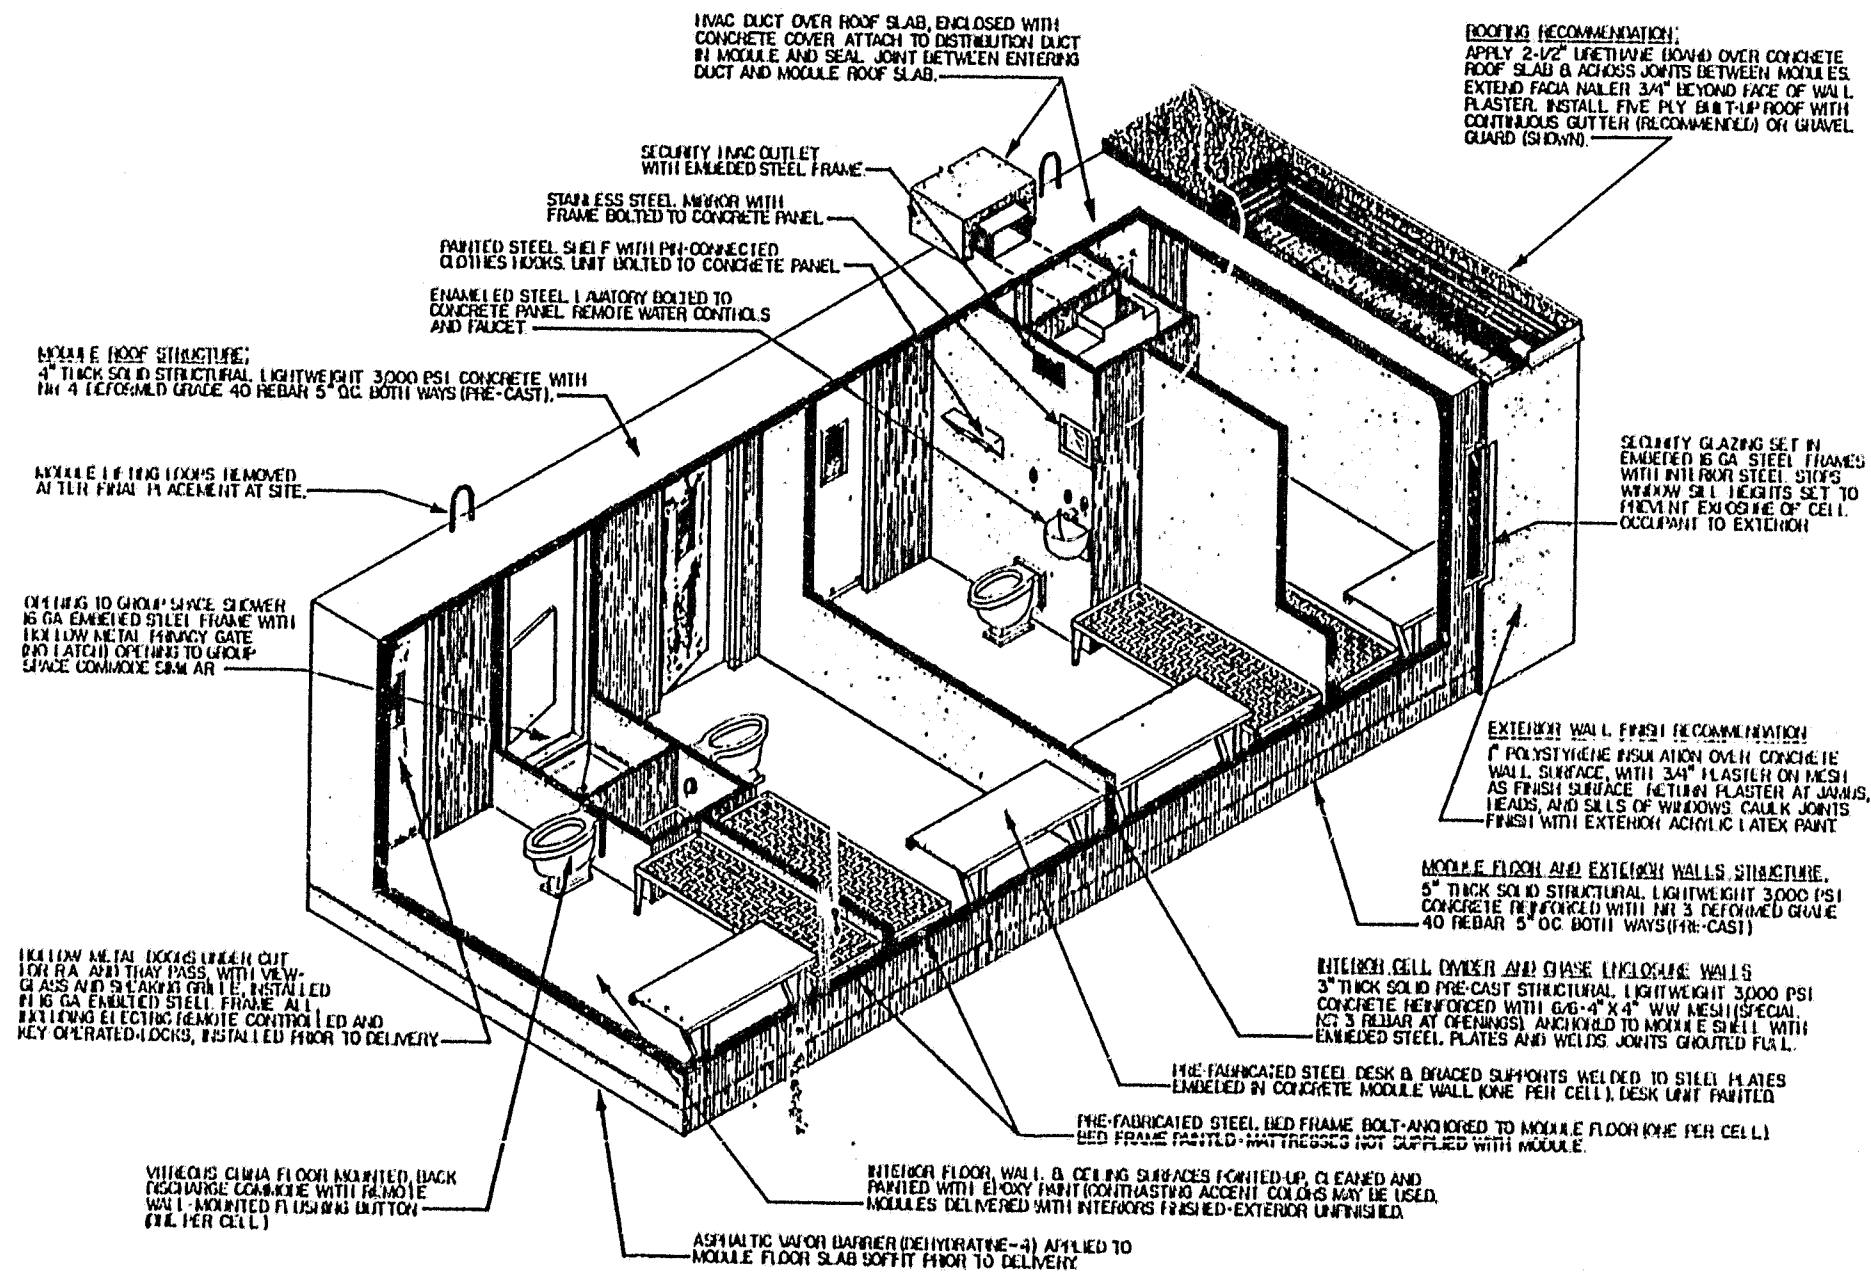 HVAC DUCT OVER ROOF SLAB, ENCLOSED WITH
CONCRETE COVER ATTACH TO DISTRIBUTION DUCT
IN MODULE AND SEAL JOINT BETWEEN ENTERING
DUCT AND MODULE ROOF SLAB.
ROOFING RECOMMENDATION:
APPLY 2-1/2" URETHANE BOARD OVER CONCRETE
ROOF SLAB & ACROSS JOINTS BETWEEN MODULES.
EXTEND FACIA NAILER 3/4" BEYOND FACE OF WALL
PLASTER. INSTALL FIVE PLY BUILT-UP ROOF WITH
CONTINUOUS GUTTER (RECOMMENDED) OR GRAVEL
GUARD (SHOWN).
SECURITY HVAC OUTLET
WITH EMBEDED STEEL FRAME.
STAINLESS STEEL MIRROR WITH
FRAME BOLTED TO CONCRETE PANEL
PAINTED STEEL SHELF WITH PIN-CONNECTED
CLOTHES HOOKS. UNIT BOLTED TO CONCRETE PANEL
ENAMELED STEEL LAVATORY BOLTED TO
CONCRETE PANEL REMOTE WATER CONTROLS
AND FAUCET.
MODULE ROOF STRUCTURE:
4" THICK SOLID STRUCTURAL LIGHTWEIGHT 3,000 PSI CONCRETE WITH
NR 4 DEFORMED GRADE 40 REBAR 5" OC. BOTH WAYS (PRE-CAST).
MODULE LIFTING LOOPS REMOVED
AFTER FINAL PLACEMENT AT SITE.
SECURITY GLAZING SET IN
EMBEDED 16 GA STEEL FRAMES
WITH INTERIOR STEEL STOPS
WINDOW SILL HEIGHTS SET TO
PREVENT EXPOSURE OF CELL
OCCUPANT TO EXTERIOR
OPENING TO GROUP SPACE SHOWER
16 GA EMBEDED STEEL FRAME WITH
HOLLOW METAL PRIVACY GATE
(NO LATCH) OPENING TO GROUP
SPACE COMMODE SIMILAR
EXTERIOR WALL FINISH RECOMMENDATION
1" POLYSTYRENE INSULATION OVER CONCRETE
WALL SURFACE, WITH 3/4" PLASTER ON MESH
AS FINISH SURFACE RETURN PLASTER AT JAMBS,
HEADS, AND SILLS OF WINDOWS CAULK JOINTS
FINISH WITH EXTERIOR ACRYLIC LATEX PAINT
MODULE FLOOR AND EXTERIOR WALLS STRUCTURE.
5" THICK SOLID STRUCTURAL LIGHTWEIGHT 3,000 PSI
CONCRETE REINFORCED WITH NR 3 DEFORMED GRADE
40 REBAR 5" OC BOTH WAYS (PRE-CAST)
HOLLOW METAL DOORS UNDER CUT
FOR R.A. AND TRAY PASS, WITH VIEW-
GLASS AND SPEAKING GRILLE, INSTALLED
IN 16 GA EMBEDED STEEL FRAME ALL
INCLUDING ELECTRIC REMOTE CONTROLLED AND
KEY-OPERATED-LOCKS, INSTALLED PRIOR TO DELIVERY
INTERIOR CELL DIVIDER AND CHASE ENCLOSURE WALLS
3" THICK SOLID PRE-CAST STRUCTURAL LIGHTWEIGHT 3,000 PSI
CONCRETE REINFORCED WITH 6/6-4" X 4" WW MESH (SPECIAL
NR 3 REBAR AT OPENINGS). ANCHORED TO MODULE SHELL WITH
EMBEDED STEEL PLATES AND WELDS. JOINTS GROUTED FULL.
PRE-FABRICATED STEEL DESK & BRACED SUPPORTS WELDED TO STEEL PLATES
EMBEDED IN CONCRETE MODULE WALL (ONE PER CELL). DESK UNIT PAINTED
PRE-FABRICATED STEEL BED FRAME BOLT-ANCHORED TO MODULE FLOOR (ONE PER CELL)
BED FRAME PAINTED-MATTRESSES NOT SUPPLIED WITH MODULE.
VITREOUS CHINA FLOOR MOUNTED, BACK
DISCHARGE COMMODE WITH REMOTE
WALL-MOUNTED FLUSHING BUTTON
(ONE PER CELL)
INTERIOR FLOOR, WALL & CEILING SURFACES POINTED-UP, CLEANED AND
PAINTED WITH EPOXY PAINT (CONTRASTING ACCENT COLORS MAY BE USED.
MODULES DELIVERED WITH INTERIORS FINISHED-EXTERIOR UNFINISHED.
ASPHALTIC VAPOR BARRIER (DEHYDRATINE-4) APPLIED TO
MODULE FLOOR SLAB SOFFIT PRIOR TO DELIVERY